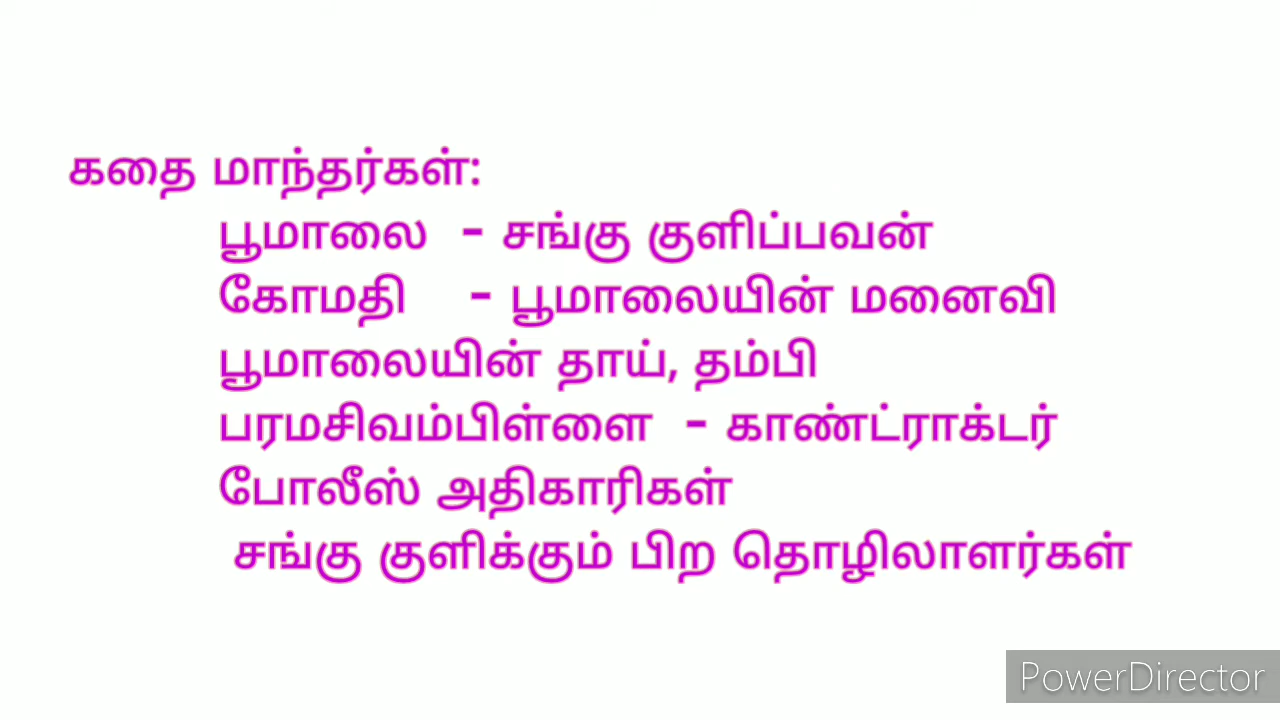 கதை மாந்தர்கள்:
பூமாலை - சங்கு குளிப்பவன்
கோமதி - பூமாலையின் மனைவி
பூமாலையின் தாய், தம்பி
பரமசிவம்பிள்ளை - காண்ட்ராக்டர்
போலீஸ் அதிகாரிகள்
சங்கு குளிக்கும் பிற தொழிலாளர்கள்
PowerDirector